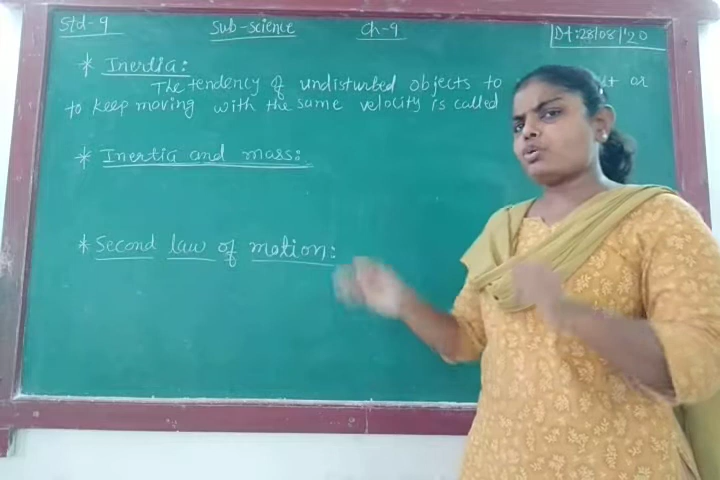 Std-9 Sub-science Ch-9 Dt:28/08/'20
* Inertia:
The tendency of undisturbed objects to or
to keep moving with the same velocity is called
* Inertia and mass:
* Second law of motion: